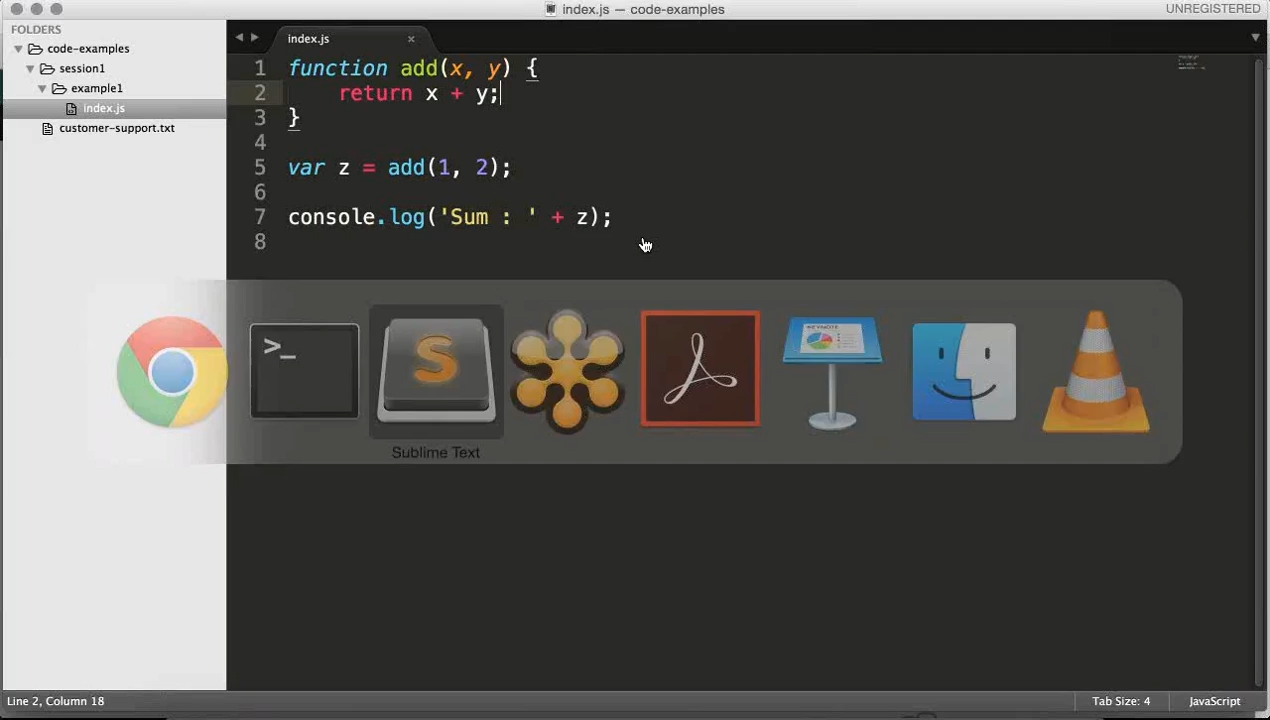 index.js — code-examples
UNREGISTERED
FOLDERS
code-examples
session1
example1
index.js
customer-support.txt
index.js
1 function add(x, y) {
2 return x + y;
3 }
4
5 var z = add(1, 2);
6
7 console.log('Sum : ' + z);
8
>_
S
KEYNOTE
Sublime Text
Line 2, Column 18
Tab Size: 4
JavaScript